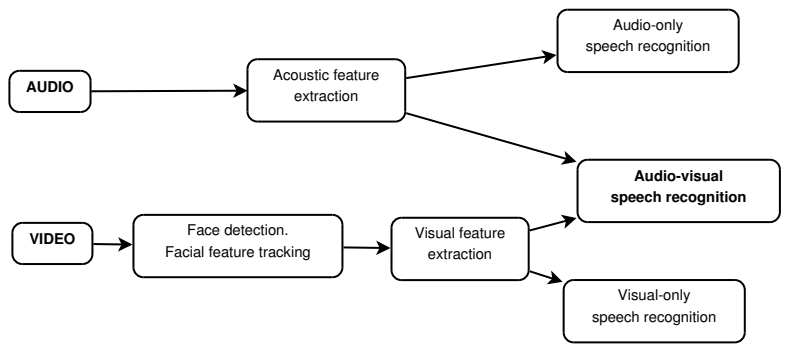 Audio-only
speech recognition
AUDIO
Acoustic feature
extraction
Audio-visual
speech recognition
VIDEO
Face detection.
Facial feature tracking
Visual feature
extraction
Visual-only
speech recognition